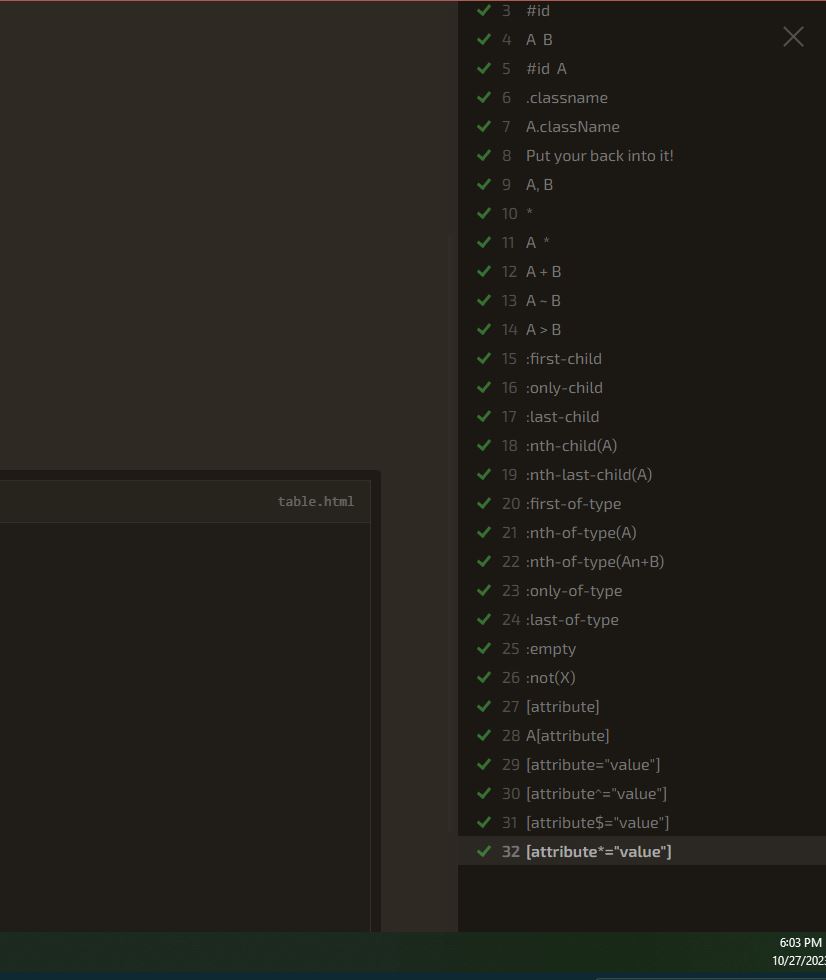 3 #id
4 A B
5 #id A
6 .classname
7 A.className
8 Put your back into it!
9 A, B
10 *
11 A *
12 A + B
13 A ~ B
14 A > B
15 :first-child
16 :only-child
17 :last-child
18 :nth-child(A)
19 :nth-last-child(A)
table.html
20 :first-of-type
21 :nth-of-type(A)
22 :nth-of-type(An+B)
23 :only-of-type
24 :last-of-type
25 :empty
26 :not(X)
27 [attribute]
28 A[attribute]
29 [attribute="value"]
30 [attribute^="value"]
31 [attribute$="value"]
32 [attribute*="value"]
6:03 PM
10/27/202